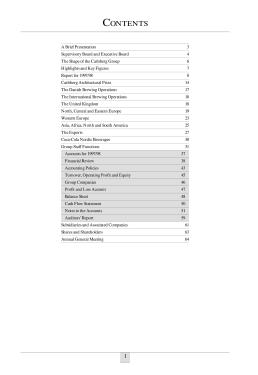 CONTENTS
A Brief Presentation 3
Supervisory Board and Executive Board 4
The Shape of the Carlsberg Group 6
Highlights and Key Figures 7
Report for 1997/98 8
Carlsberg Architectural Prize 14
The Danish Brewing Operations 17
The International Brewing Operations 18
The United Kingdom 18
North, Central and Eastern Europe 19
Western Europe 23
Asia, Africa, North and South America 25
The Exports 27
Coca-Cola Nordic Beverages 30
Group Staff Functions 31
Accounts for 1997/98 37
Financial Review 38
Accounting Policies 43
Turnover, Operating Profit and Equity 45
Group Companies 46
Profit and Loss Account 47
Balance Sheet 48
Cash Flow Statement 50
Notes to the Accounts 51
Auditors' Report 59
Subsidiaries and Associated Companies 61
Shares and Shareholders 63
Annual General Meeting 64
1